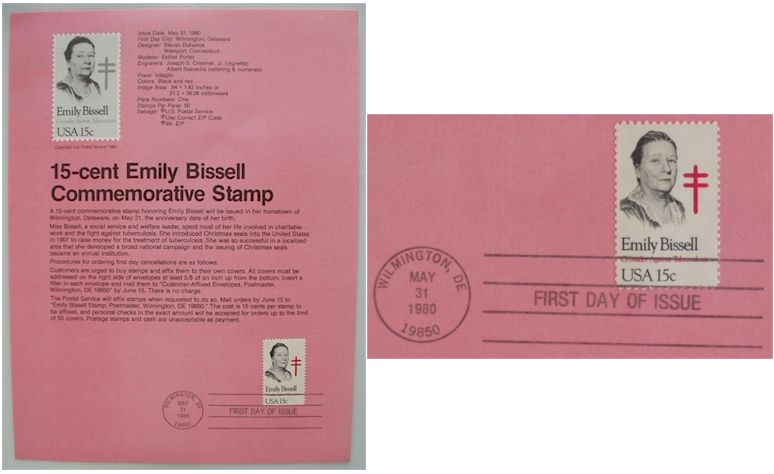 Issue Date: May 31, 1980
First Day City: Wilmington, Delaware
Designer: Stevan Dohanos
Westport, Connecticut
Modeler: Esther Porter
Engravers: Joseph S. Creamer, Jr. (vignette)
Albert Saavedra (lettering & numerals)
Press: Intaglio
Colors: Black and red
Image Area: .84 x 1.42 inches or
21.3 x 36.06 millimeters
Plate Numbers: One
Stamps Per Pane: 50
Selvage: ©U.S. Postal Service
®Use Correct ZIP Code
®Mr. ZIP
Emily Bissell
Crusader Against Tuberculosis
USA 15c
Copyright U.S. Postal Service 1980
15-cent Emily Bissell
Commemorative Stamp
A 15-cent commemorative stamp honoring Emily Bissell will be issued in her hometown of
Wilmington, Delaware, on May 31, the anniversary date of her birth.
Miss Bissell, a social service and welfare leader, spent most of her life involved in charitable
work and the fight against tuberculosis. She introduced Christmas seals into the United States
in 1907 to raise money for the treatment of tuberculosis. She was so successful in a localized
area that she developed a broad national campaign and the issuing of Christmas seals
became an annual institution.
Procedures for ordering first day cancellations are as follows:
Customers are urged to buy stamps and affix them to their own covers. All covers must be
addressed on the right side of envelopes at least 5/8 of an inch up from the bottom. Insert a
filler in each envelope and mail them to "Customer-Affixed Envelopes, Postmaster,
Wilmington, DE 19850" by June 15. There is no charge.
The Postal Service will affix stamps when requested to do so. Mail orders by June 15 to
"Emily Bissell Stamp, Postmaster, Wilmington, DE 19850." The cost is 15 cents per stamp to
be affixed, and personal checks in the exact amount will be accepted for orders up to the limit
of 50 covers. Postage stamps and cash are unacceptable as payment.
Emily Bissell
Crusader Against Tuberculosis
USA 15c
WILMINGTON, DE
MAY
31
1980
19850
FIRST DAY OF ISSUE
Emily Bissell
Crusader Against Tuberculosis
USA 15c
WILMINGTON, DE
MAY
31
1980
19850
FIRST DAY OF ISSUE